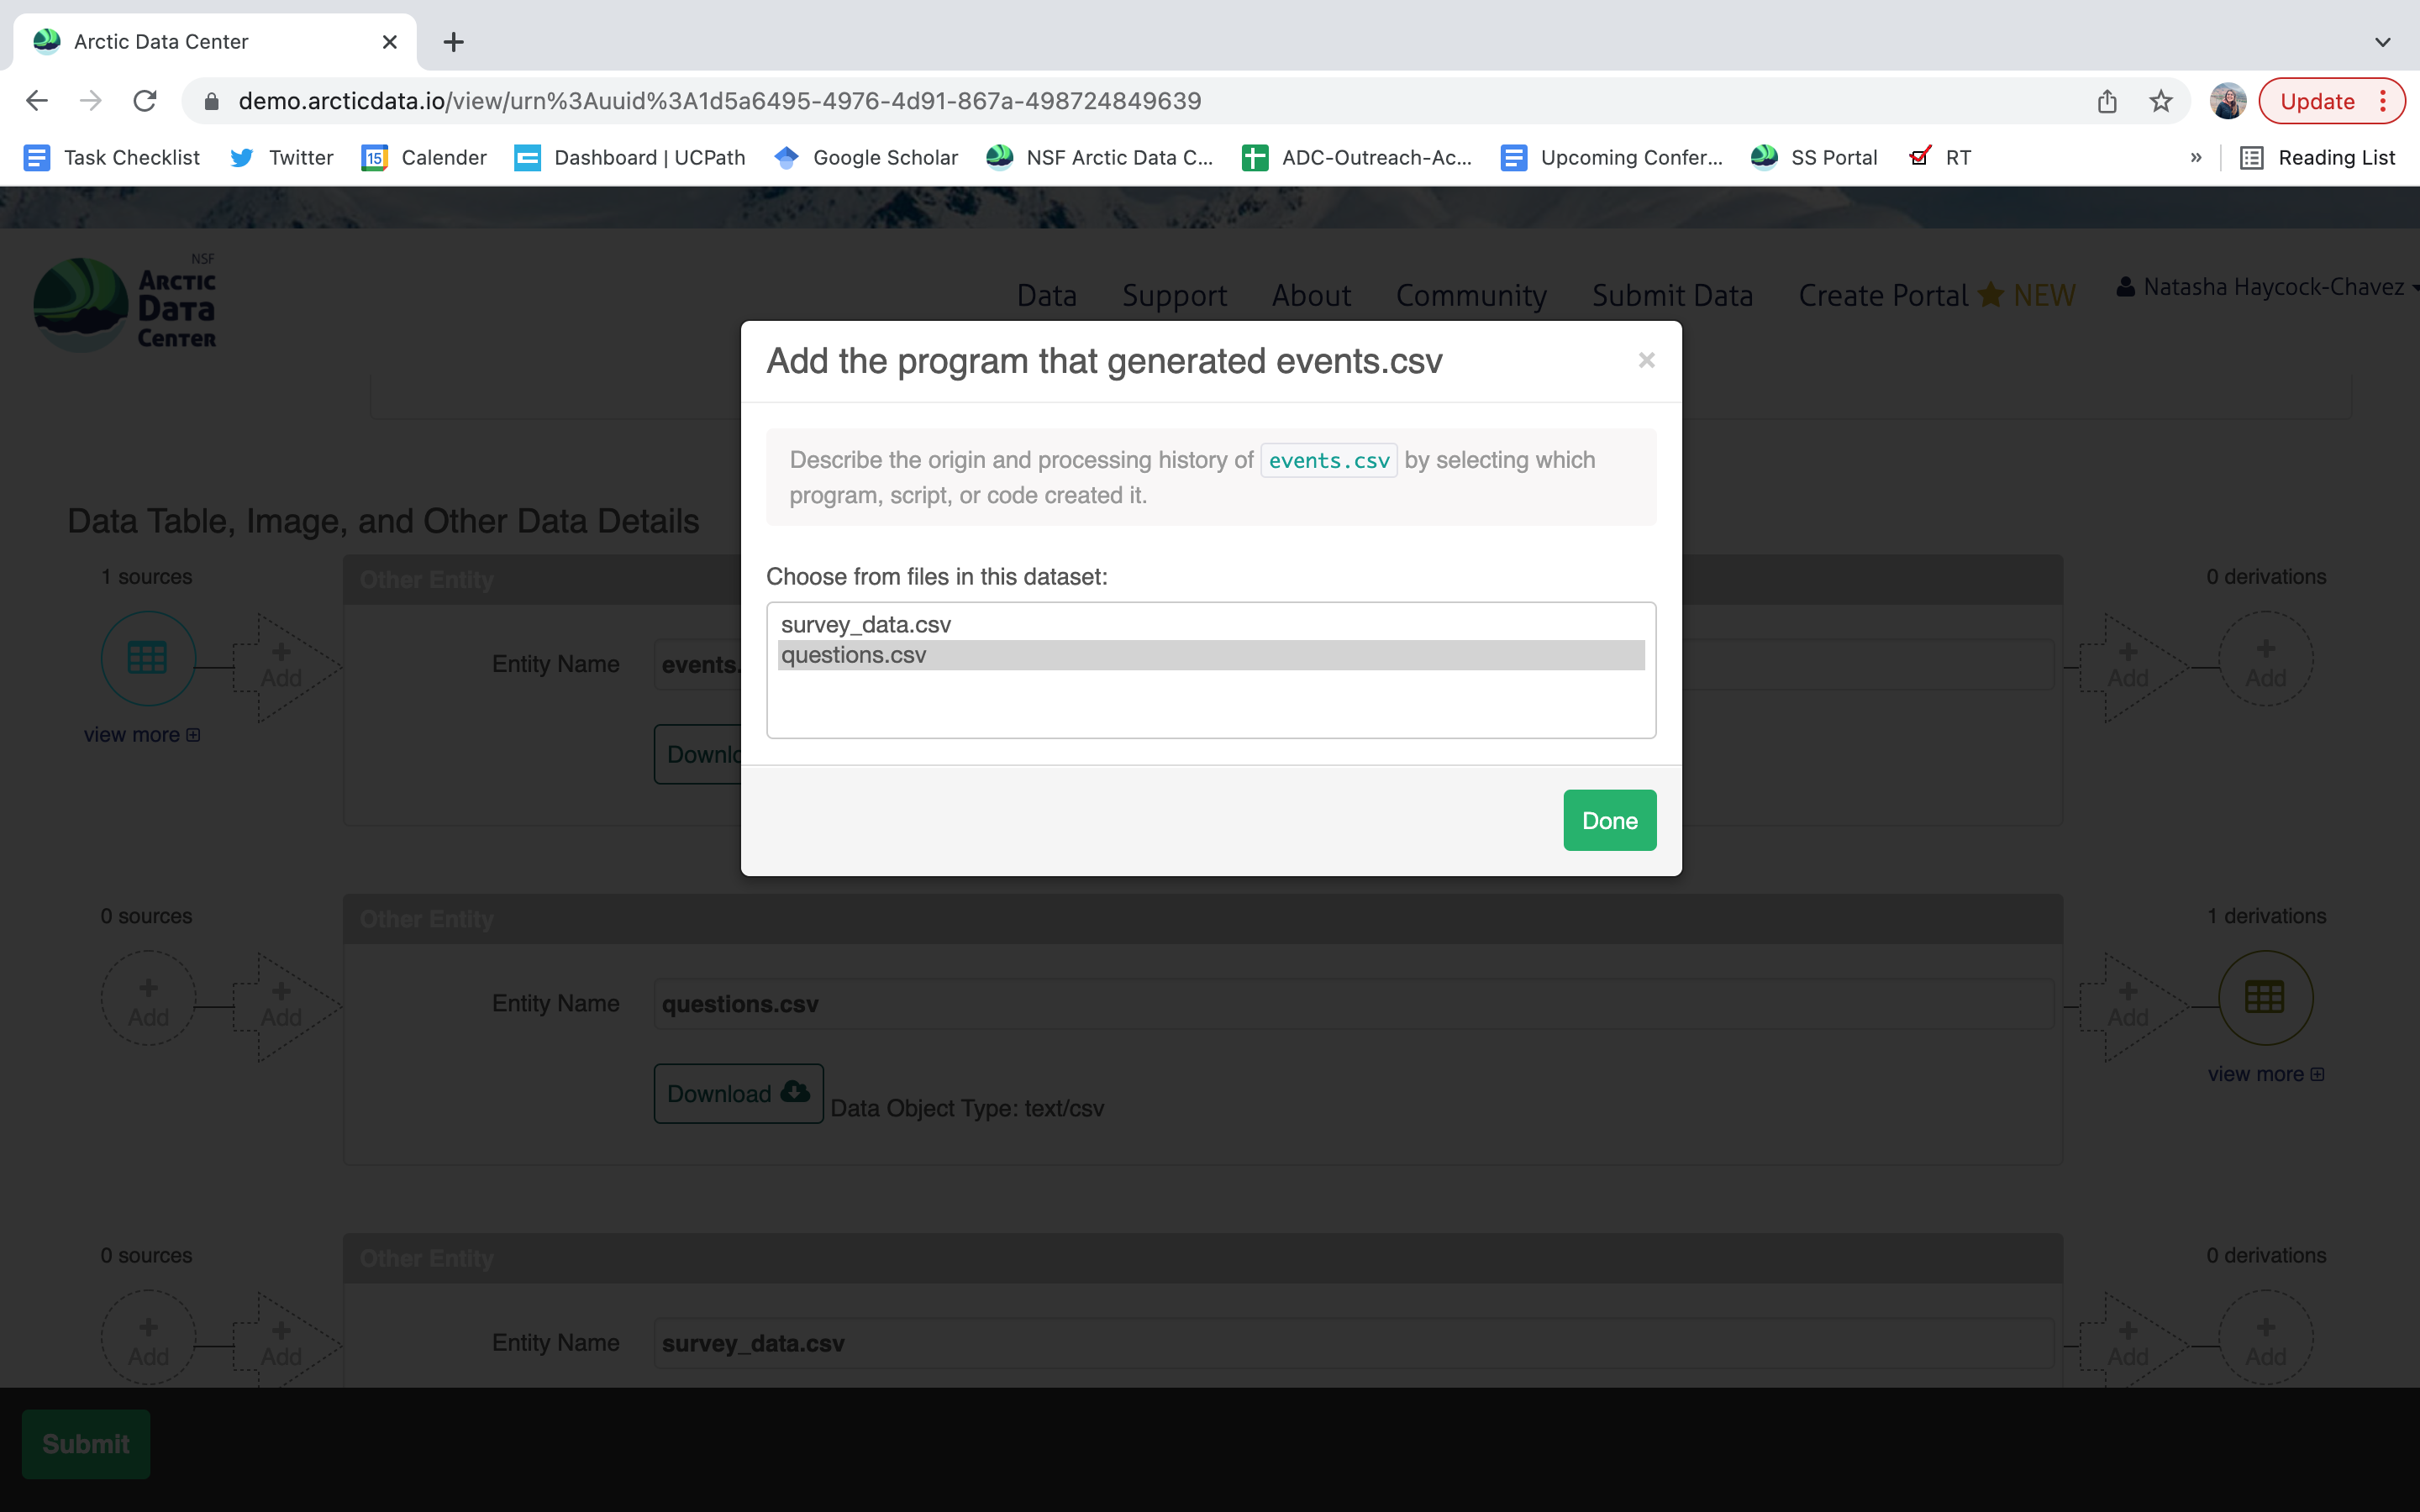 Arctic Data Center
demo.arcticdata.io/view/urn%3Auuid%3A1d5a6495-4976-4d91-867a-498724849639
Update
Task Checklist
Twitter
15
Calender
Dashboard | UCPath
Google Scholar
NSF Arctic Data C...
ADC-Outreach-Ac...
Upcoming Confer...
SS Portal
RT
»
Reading List
NSF
ARCTIC
DATA
CENTER
Data
Support
About
Community
Submit Data
Create Portal
NEW
Natasha Haycock-Chavez
Add the program that generated events.csv
×
Describe the origin and processing history of events.csv by selecting which
program, script, or code created it.
Choose from files in this dataset:
survey_data.csv
questions.csv
Done
Data Table, Image, and Other Data Details
1 sources
Other Entity
0 derivations
Add
Entity Name
events.
Add
Add
view more
Downlo
0 sources
Other Entity
1 derivations
Add
Add
Entity Name
questions.csv
Add
view more
Download
Data Object Type: text/csv
0 sources
Other Entity
0 derivations
Add
Add
Entity Name
survey_data.csv
Add
Add
Submit